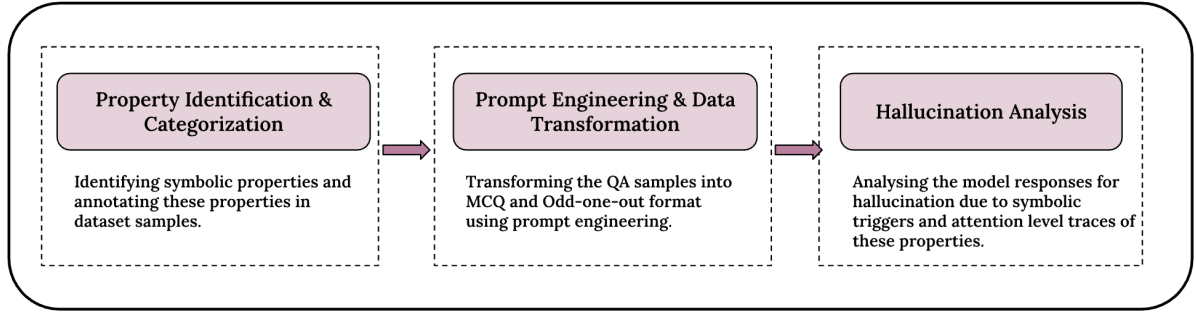 Property Identification &
Categorization
Identifying symbolic properties and
annotating these properties in
dataset samples.
Prompt Engineering & Data
Transformation
Transforming the QA samples into
MCQ and Odd-one-out format
using prompt engineering.
Hallucination Analysis
Analysing the model responses for
hallucination due to symbolic
triggers and attention level traces of
these properties.